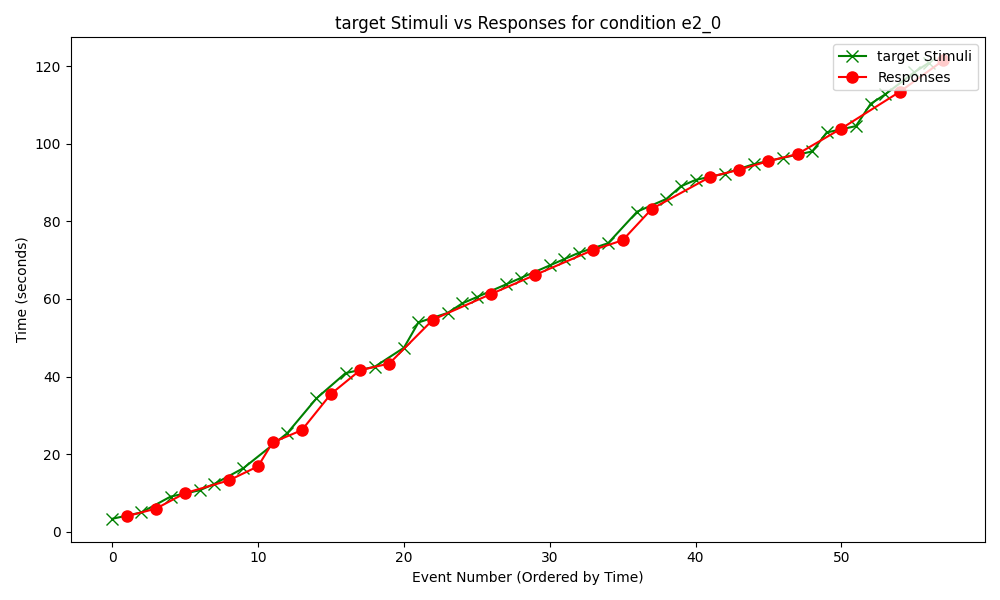 target Stimuli vs Responses for condition e2_0
target Stimuli
Responses
120
100
80
60
40
20
0
Time (seconds)
0 10 20 30 40 50
Event Number (Ordered by Time)